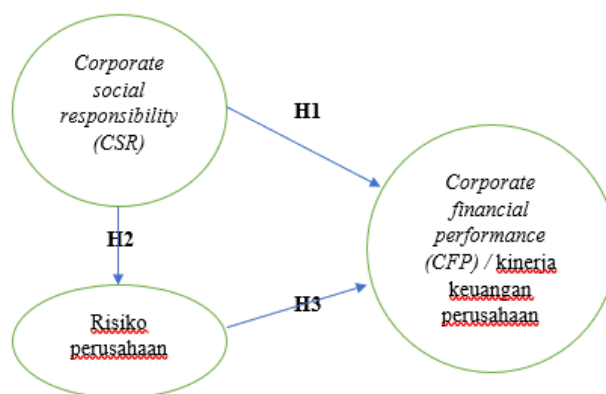 Corporate
social
responsibility
(CSR)
H1
Corporate
financial
performance
(CFP) / kinerja
keuangan
perusahaan
H2
H3
Risiko
perusahaan